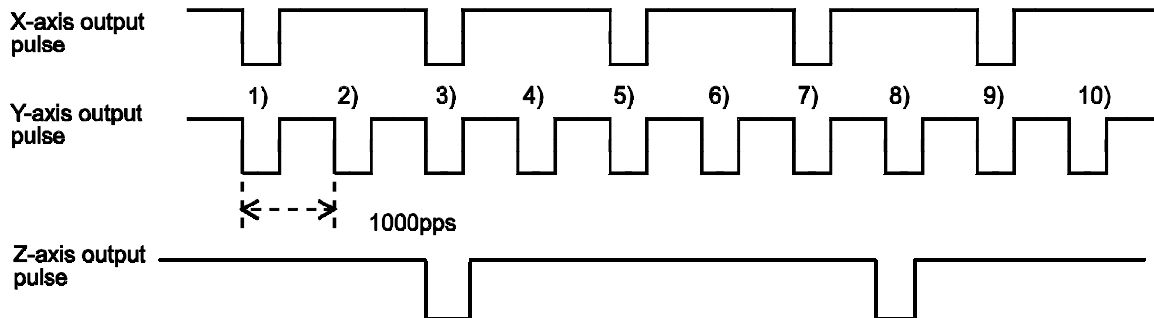 X-axis output
pulse
1) 2) 3) 4) 5) 6) 7) 8) 9) 10)
Y-axis output
pulse
1000pps
Z-axis output
pulse